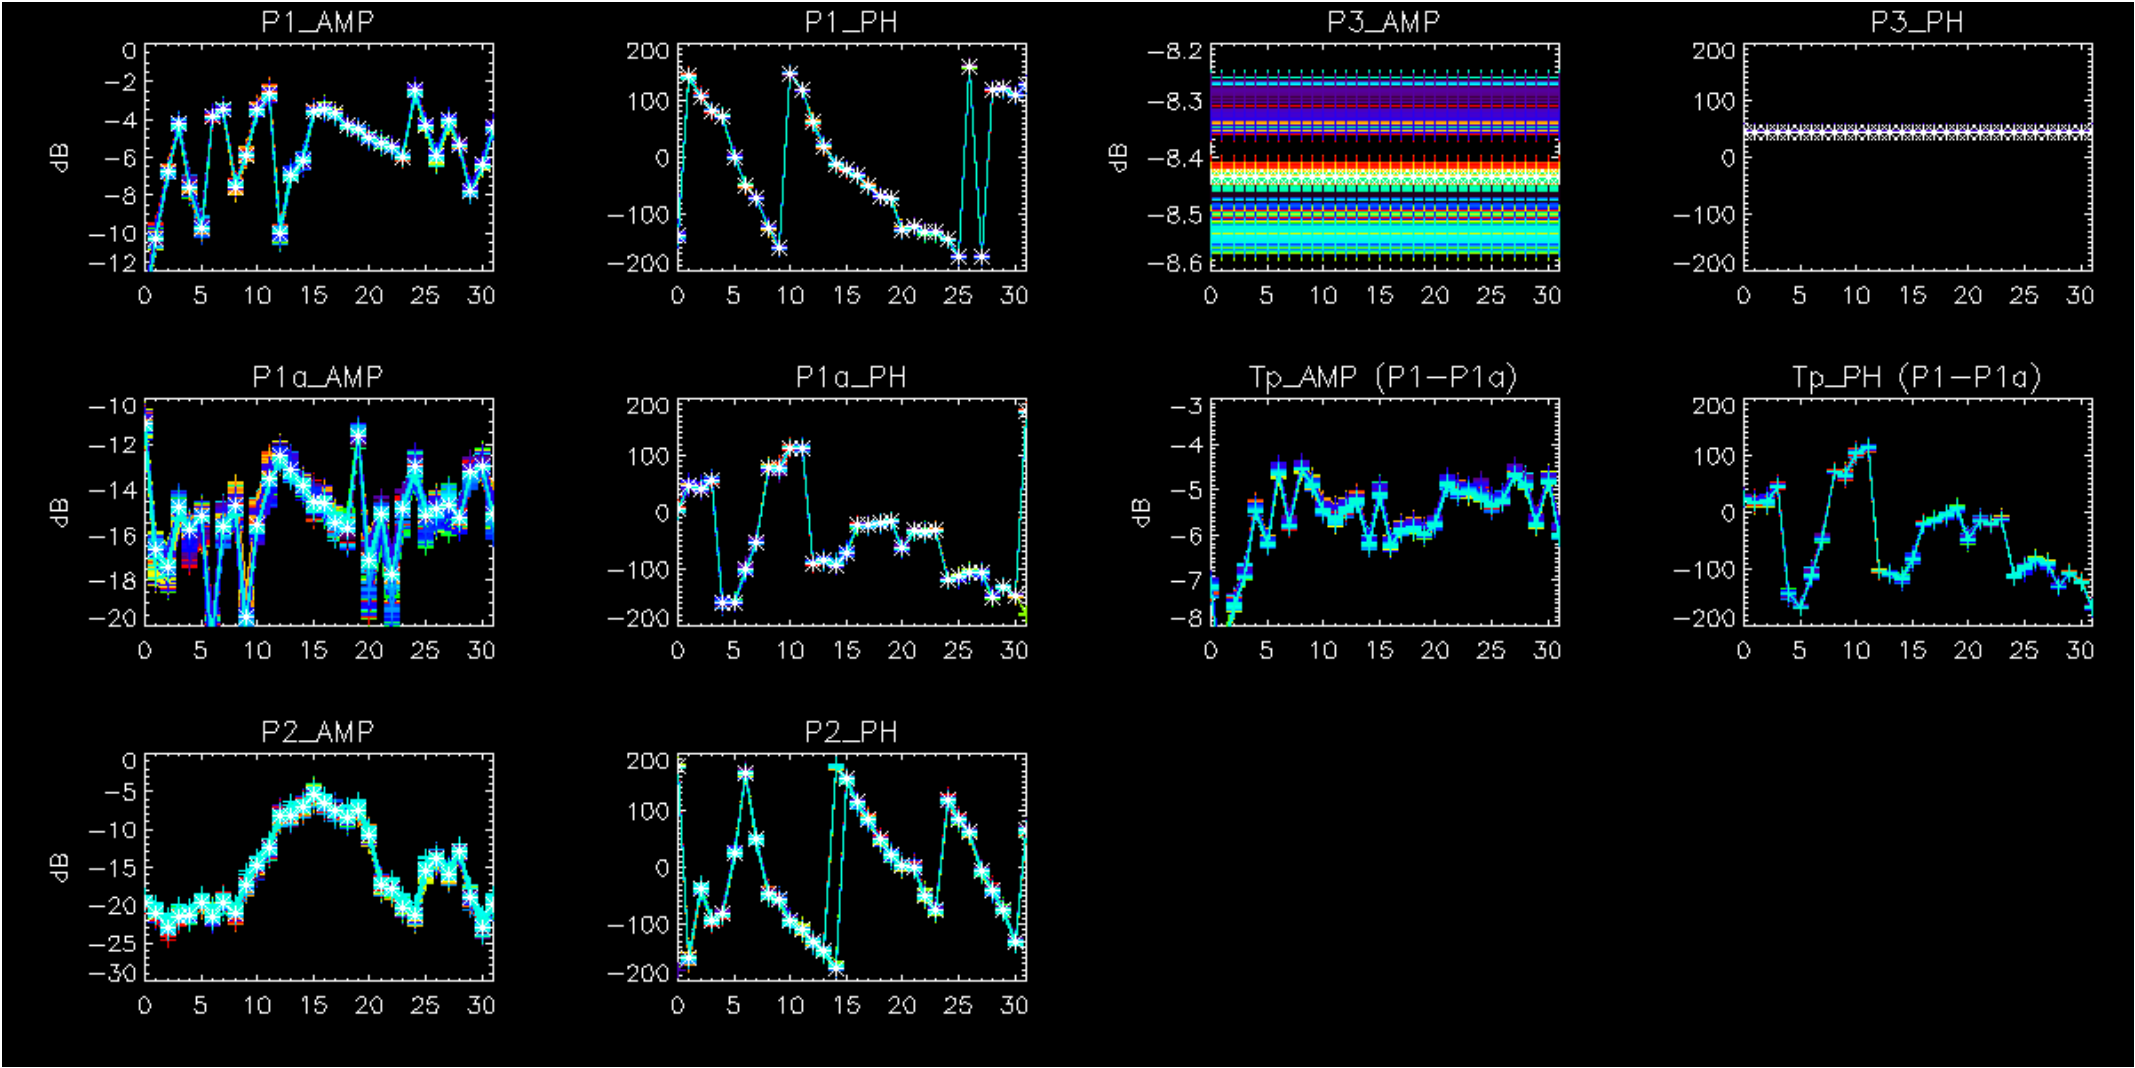 P1_AMP
P1_PH
P3_AMP
P3_PH
dB
0
-2
-4
-6
-8
-10
-12
0 5 10 15 20 25 30
200
100
0
-100
-200
0 5 10 15 20 25 30
dB
-8.2
-8.3
-8.4
-8.5
-8.6
0 5 10 15 20 25 30
200
100
0
-100
-200
0 5 10 15 20 25 30
P1a_AMP
P1a_PH
Tp_AMP (P1-P1a)
Tp_PH (P1-P1a)
dB
-10
-12
-14
-16
-18
-20
0 5 10 15 20 25 30
200
100
0
-100
-200
0 5 10 15 20 25 30
dB
-3
-4
-5
-6
-7
-8
0 5 10 15 20 25 30
200
100
0
-100
-200
0 5 10 15 20 25 30
P2_AMP
P2_PH
dB
0
-5
-10
-15
-20
-25
-30
0 5 10 15 20 25 30
200
100
0
-100
-200
0 5 10 15 20 25 30